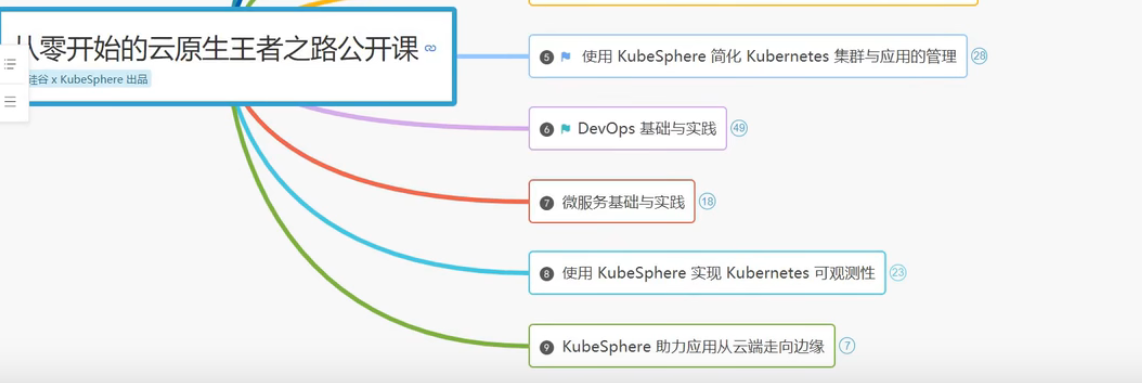 从零开始的云原生王者之路公开课
硅谷 x KubeSphere 出品
5 使用 KubeSphere 简化 Kubernetes 集群与应用的管理 28
6 DevOps 基础与实践 49
7 微服务基础与实践 18
8 使用 KubeSphere 实现 Kubernetes 可观测性 23
9 KubeSphere 助力应用从云端走向边缘 7